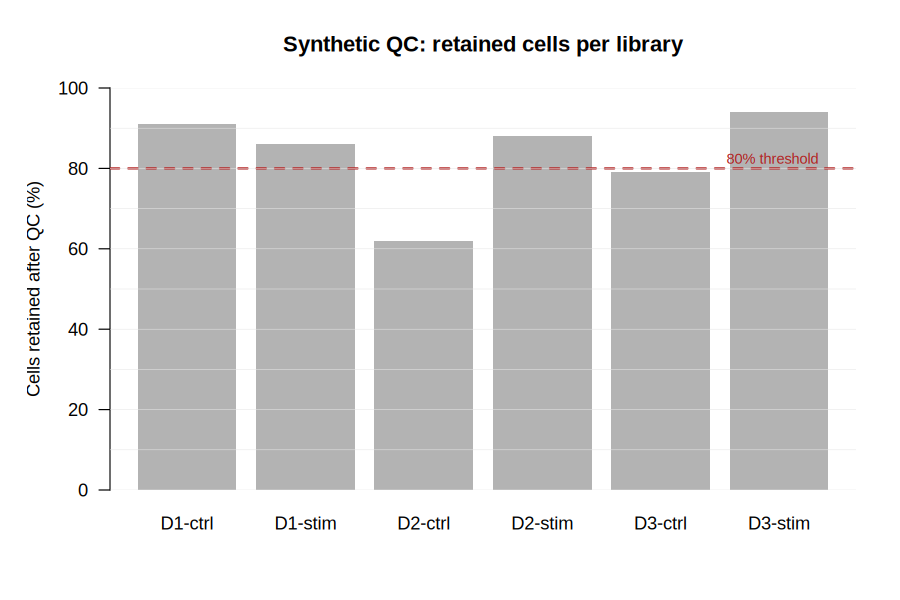 Synthetic QC: retained cells per library
Cells retained after QC (%)
100
80
60
40
20
0
80% threshold
D1-ctrl
D1-stim
D2-ctrl
D2-stim
D3-ctrl
D3-stim